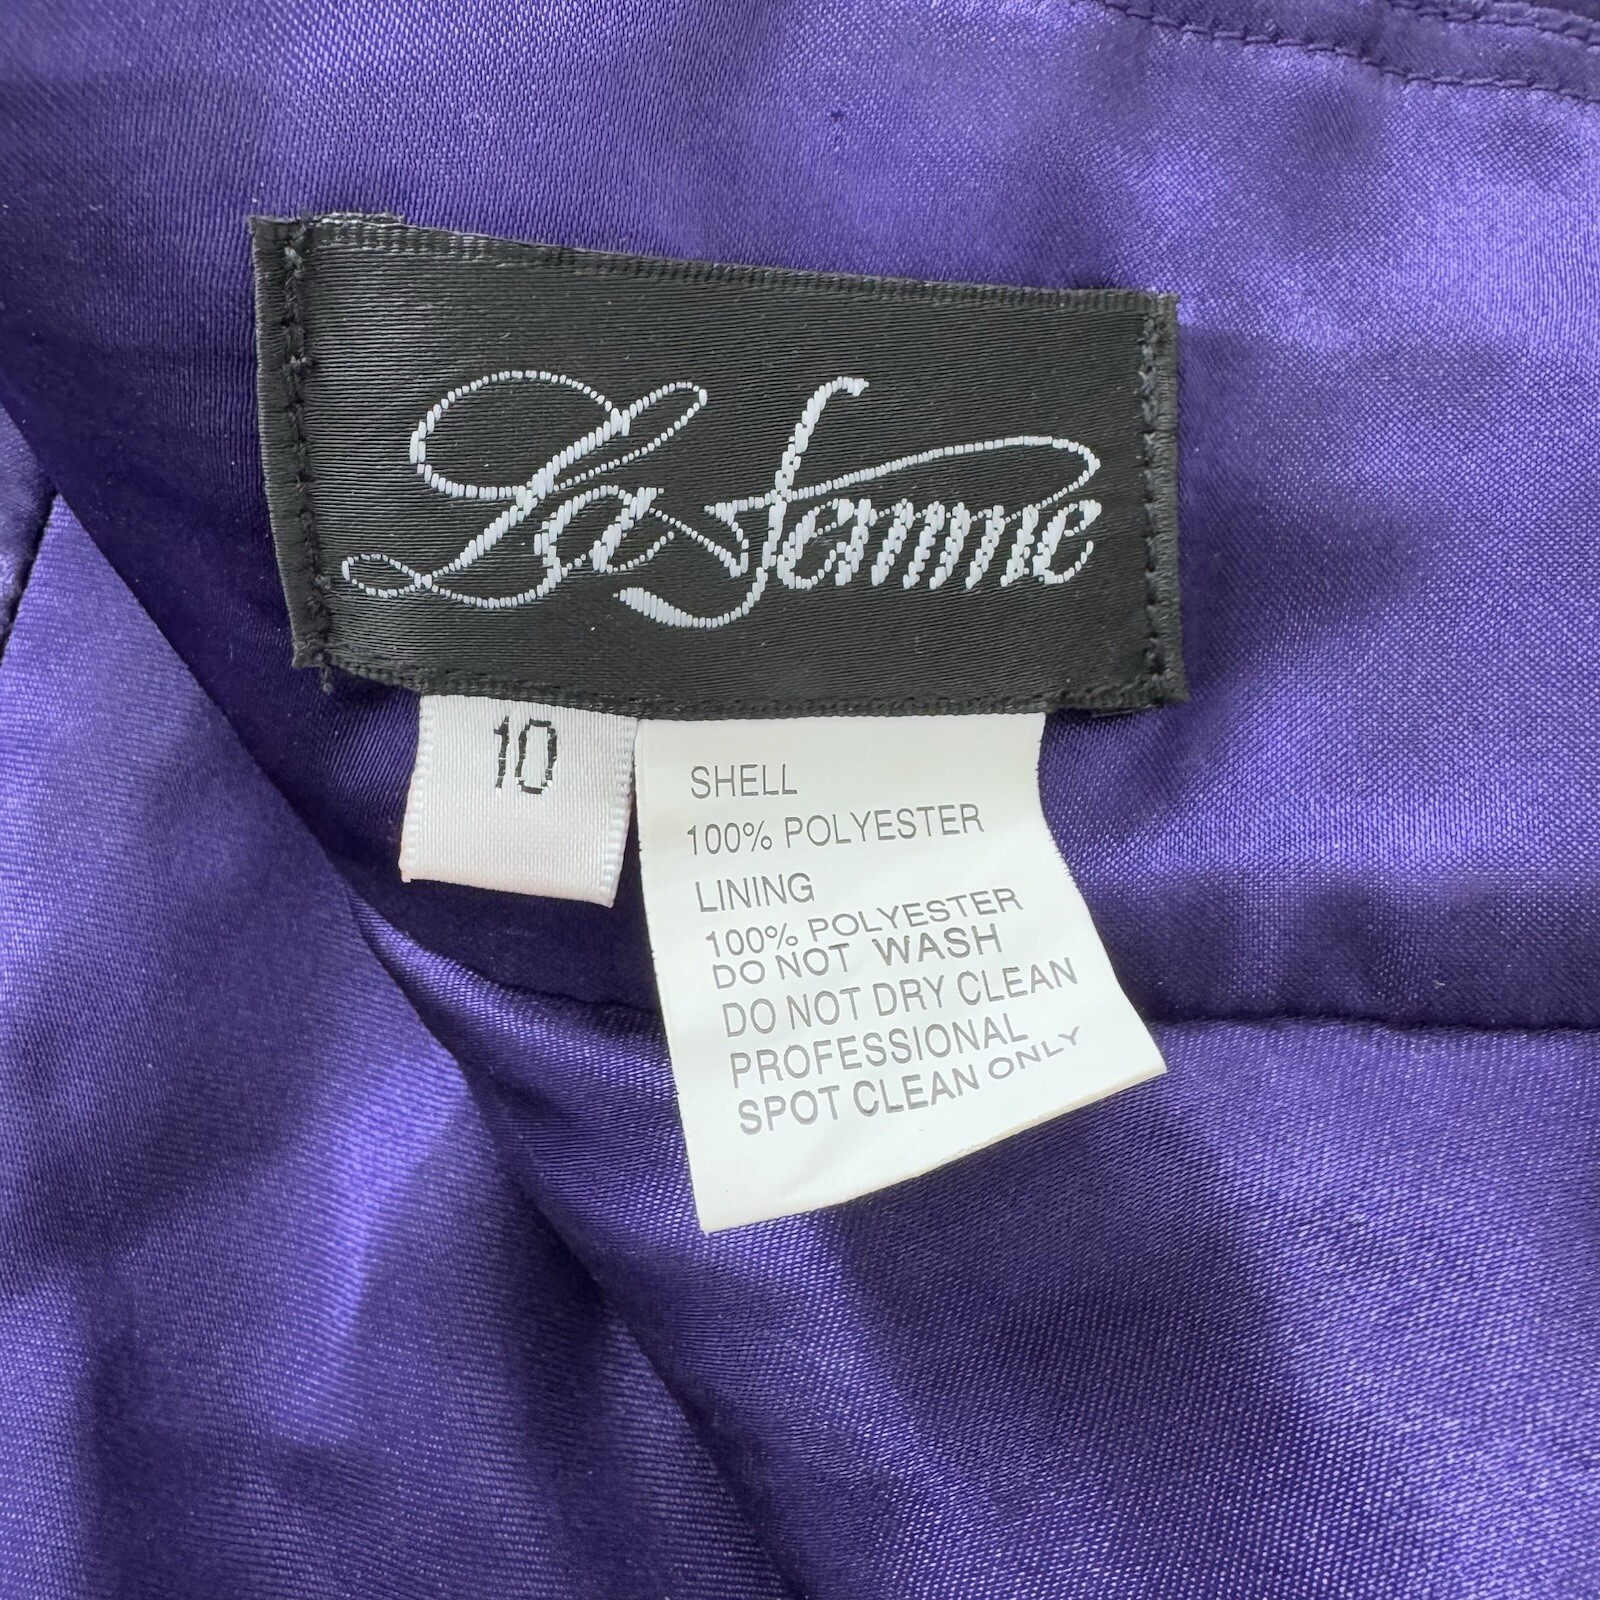 La femme
10
SHELL
100% POLYESTER
LINING
100% POLYESTER
DO NOT WASH
DO NOT DRY CLEAN
PROFESSIONAL
SPOT CLEAN ONLY